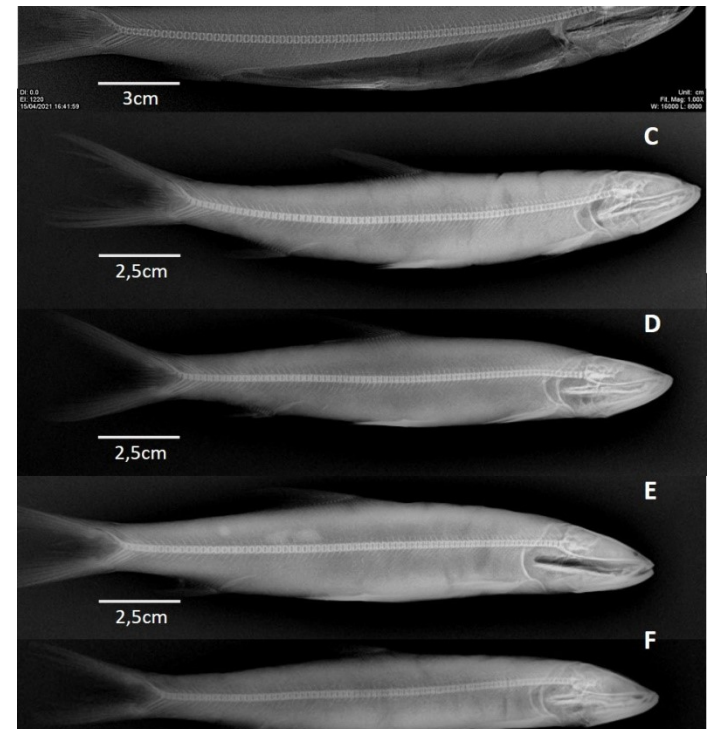 3cm
DI: 0.0
EI: 1220
15/04/2021 16:41:59
Unit: cm
Fit, Mag: 1.00X
W: 16000 L: 8000
C
2,5cm
D
2,5cm
E
2,5cm
F